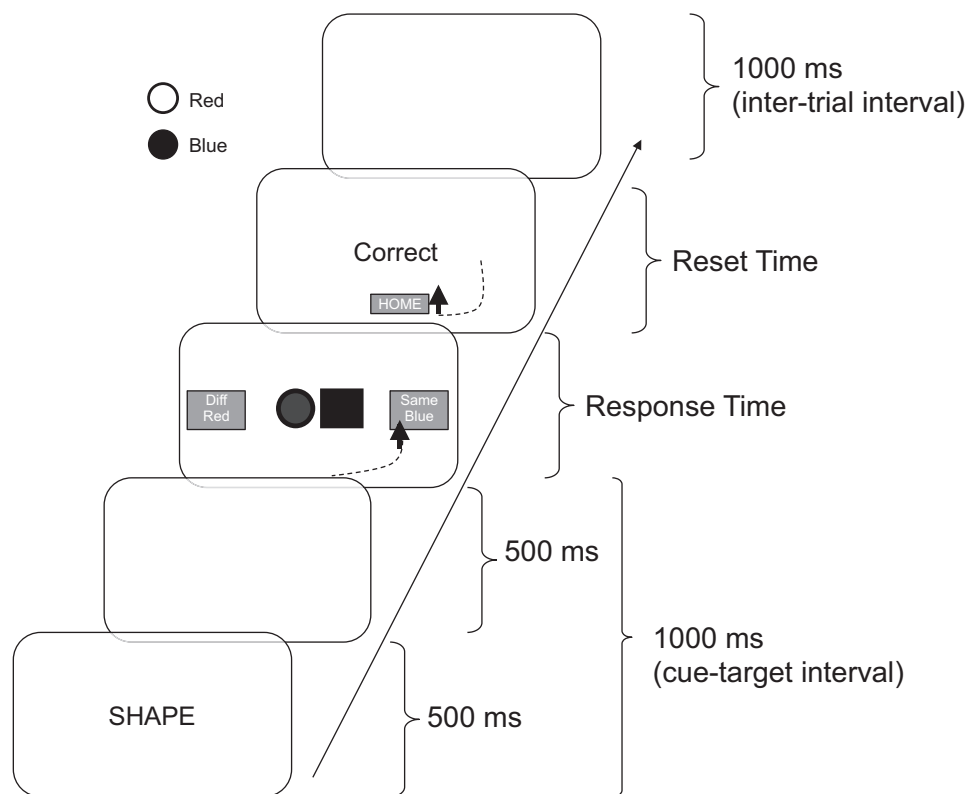 1000 ms
(inter-trial interval)
Red
Blue
Correct
Reset Time
HOME
Diff
Red
Same
Blue
Response Time
500 ms
1000 ms
(cue-target interval)
SHAPE
500 ms